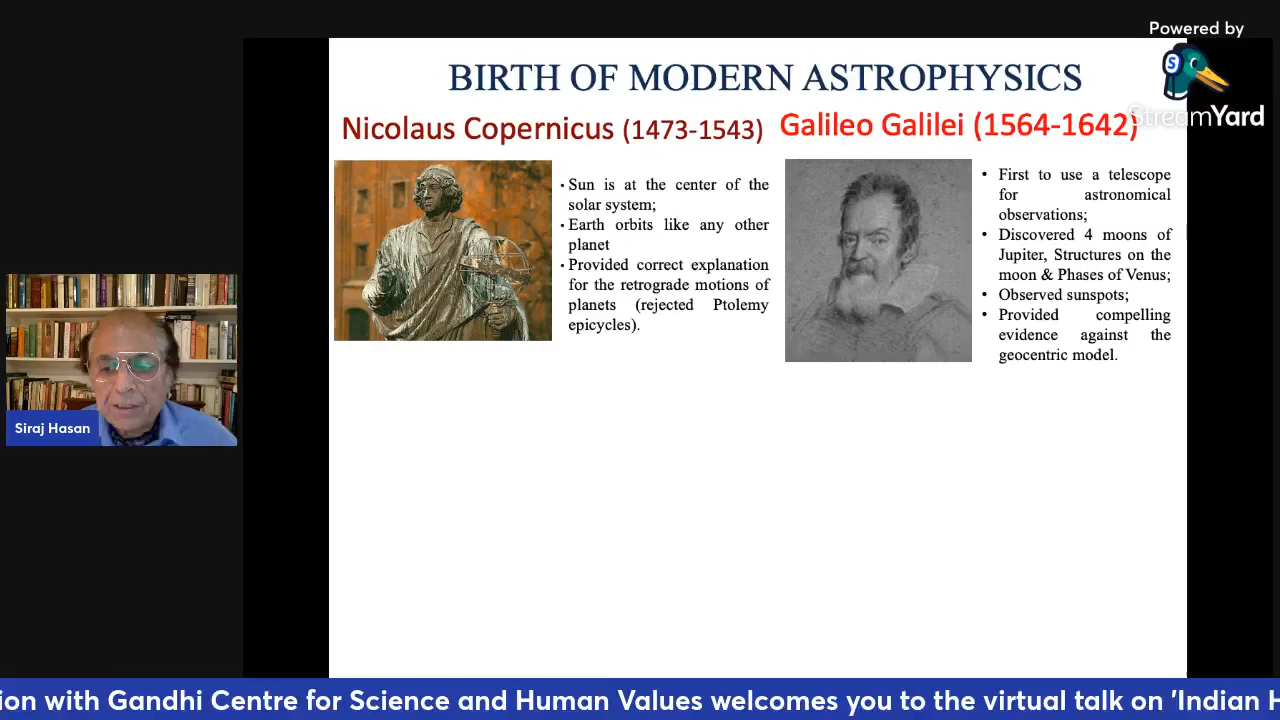 Powered by
S
StreamYard
BIRTH OF MODERN ASTROPHYSICS
Nicolaus Copernicus (1473-1543)
• Sun is at the center of the
solar system;
• Earth orbits like any other
planet
• Provided correct explanation
for the retrograde motions of
planets (rejected Ptolemy
epicycles).
Galileo Galilei (1564-1642)
• First to use a telescope
for astronomical
observations;
• Discovered 4 moons of
Jupiter, Structures on the
moon & Phases of Venus;
• Observed sunspots;
• Provided compelling
evidence against the
geocentric model.
Siraj Hasan
ion with Gandhi Centre for Science and Human Values welcomes you to the virtual talk on 'Indian H